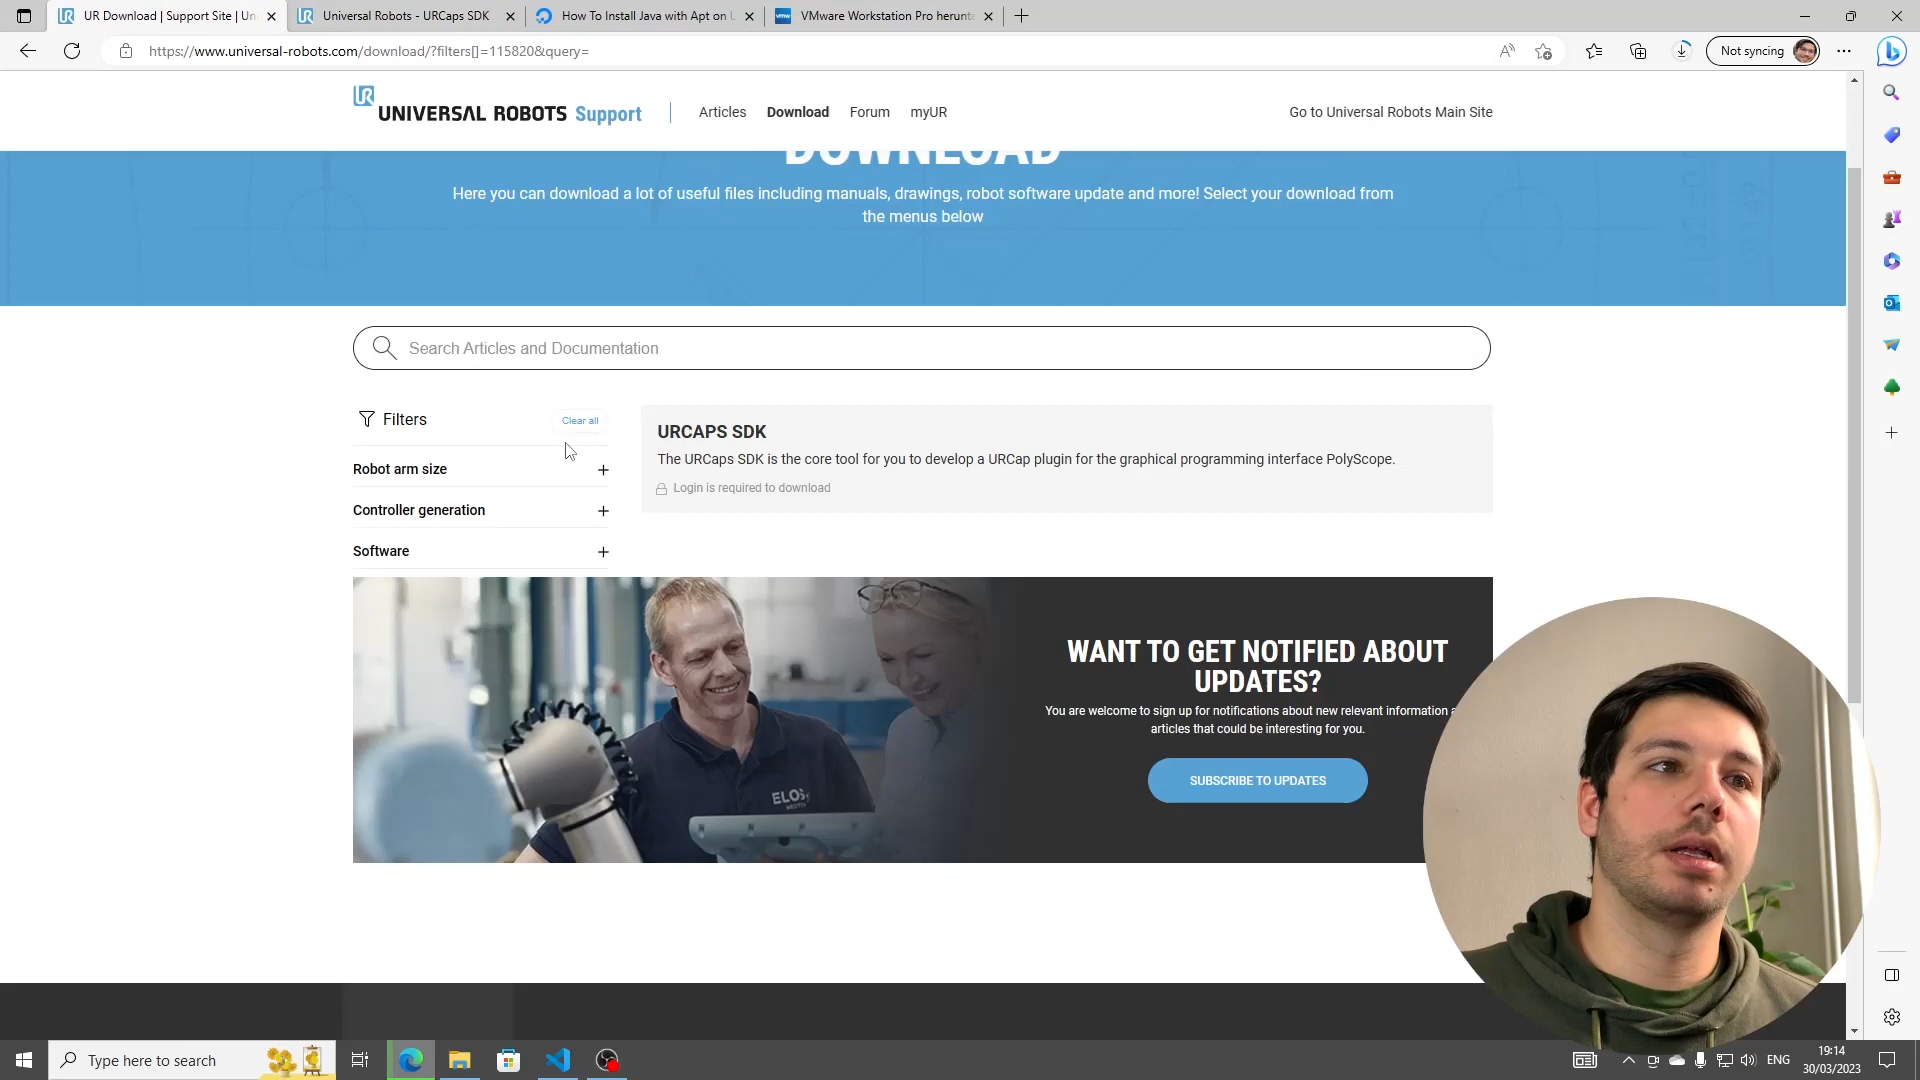 UR Download | Support Site | Un
Universal Robots - URCaps SDK
How To Install Java with Apt on U
VMware Workstation Pro herunte
https://www.universal-robots.com/download/?filters[]=115820&query=
Not syncing
UNIVERSAL ROBOTS Support
Articles
Download
Forum
myUR
Go to Universal Robots Main Site
DOWNLOAD
Here you can download a lot of useful files including manuals, drawings, robot software update and more! Select your download from
the menus below
Search Articles and Documentation
Filters
Clear all
Robot arm size
Controller generation
Software
URCAPS SDK
The URCaps SDK is the core tool for you to develop a URCap plugin for the graphical programming interface PolyScope.
Login is required to download
WANT TO GET NOTIFIED ABOUT
UPDATES?
You are welcome to sign up for notifications about new relevant information a
articles that could be interesting for you.
SUBSCRIBE TO UPDATES
ELOS
Type here to search
ENG
19:14
30/03/2023